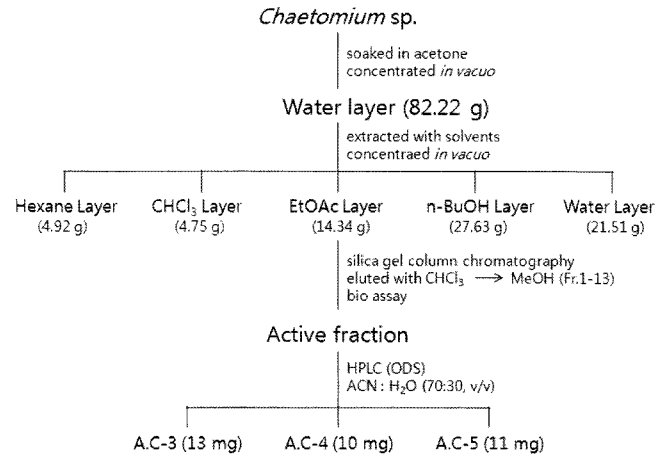 Chaetomium sp.
soaked in acetone
concentrated in vacuo
Water layer (82.22 g)
extracted with solvents
concentraed in vacuo
Hexane Layer CHCl₃ Layer EtOAc Layer n-BuOH Layer Water Layer
(4.92 g) (4.75 g) (14.34 g) (27.63 g) (21.51 g)
silica gel column chromatography
eluted with CHCl₃ → MeOH (Fr.1-13)
bio assay
Active fraction
HPLC (ODS)
ACN : H₂O (70:30, v/v)
A.C-3 (13 mg) A.C-4 (10 mg) A.C-5 (11 mg)